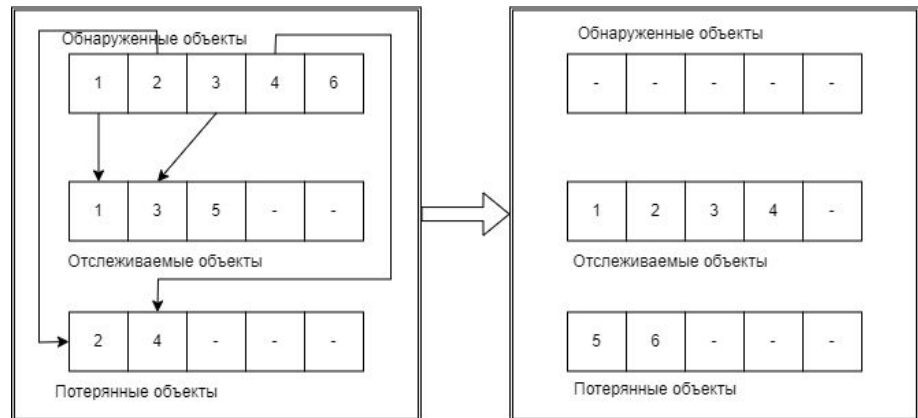 Обнаруженные объекты
1 2 3 4 6
1 3 5 - -
Отслеживаемые объекты
2 4 - - -
Потерянные объекты
Обнаруженные объекты
- - - - -
1 2 3 4 -
Отслеживаемые объекты
5 6 - - -
Потерянные объекты